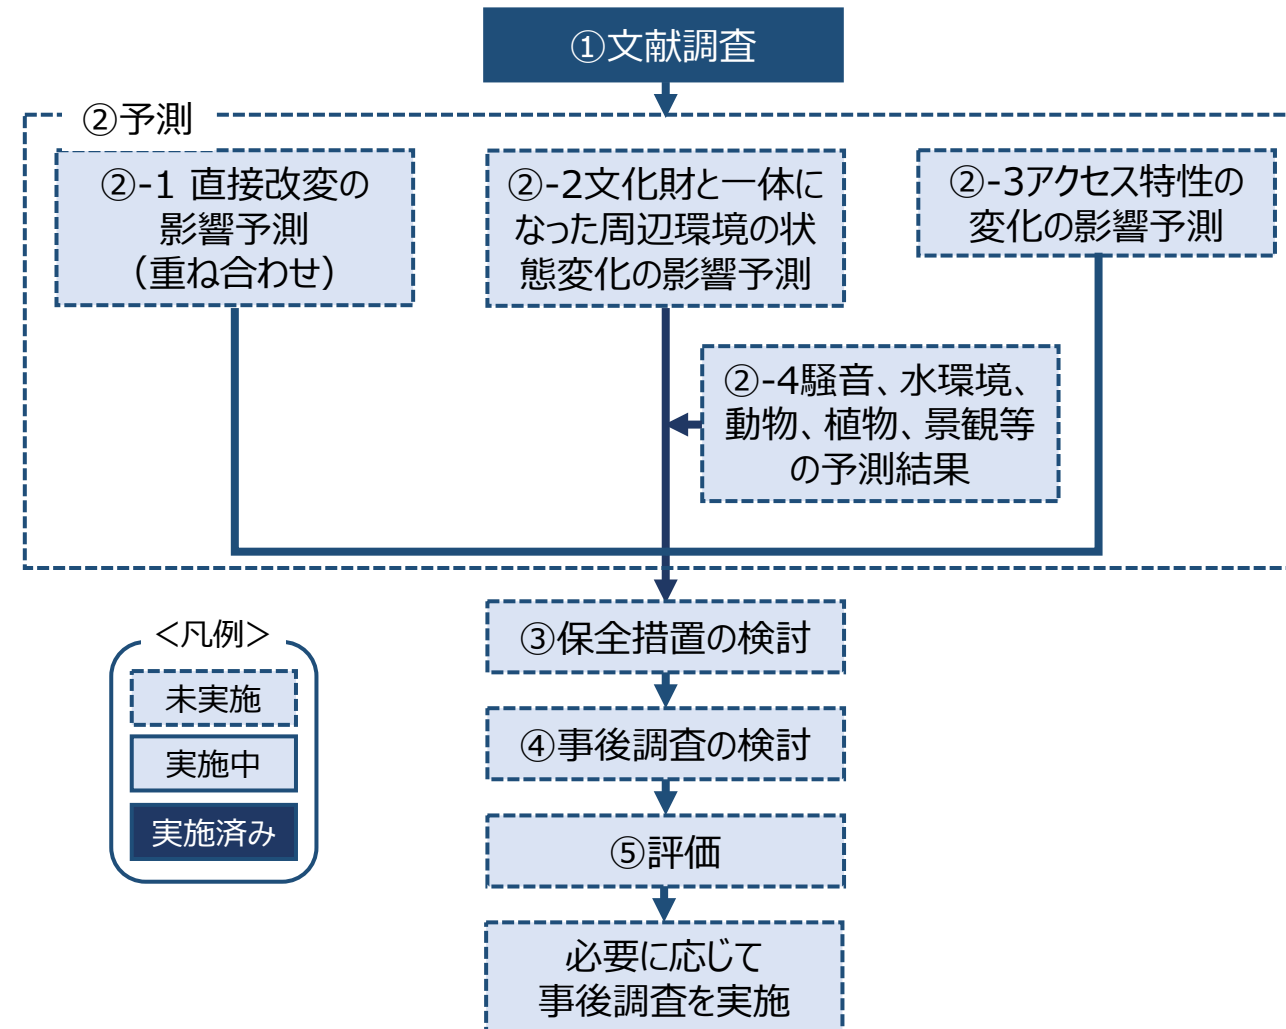 ①文献調査
②予測
②-1 直接改変の
影響予測
（重ね合わせ）
②-2文化財と一体に
なった周辺環境の状
態変化の影響予測
②-3アクセス特性の
変化の影響予測
②-4騒音、水環境、
動物、植物、景観等
の予測結果
③保全措置の検討
④事後調査の検討
⑤評価
必要に応じて
事後調査を実施
＜凡例＞
未実施
実施中
実施済み